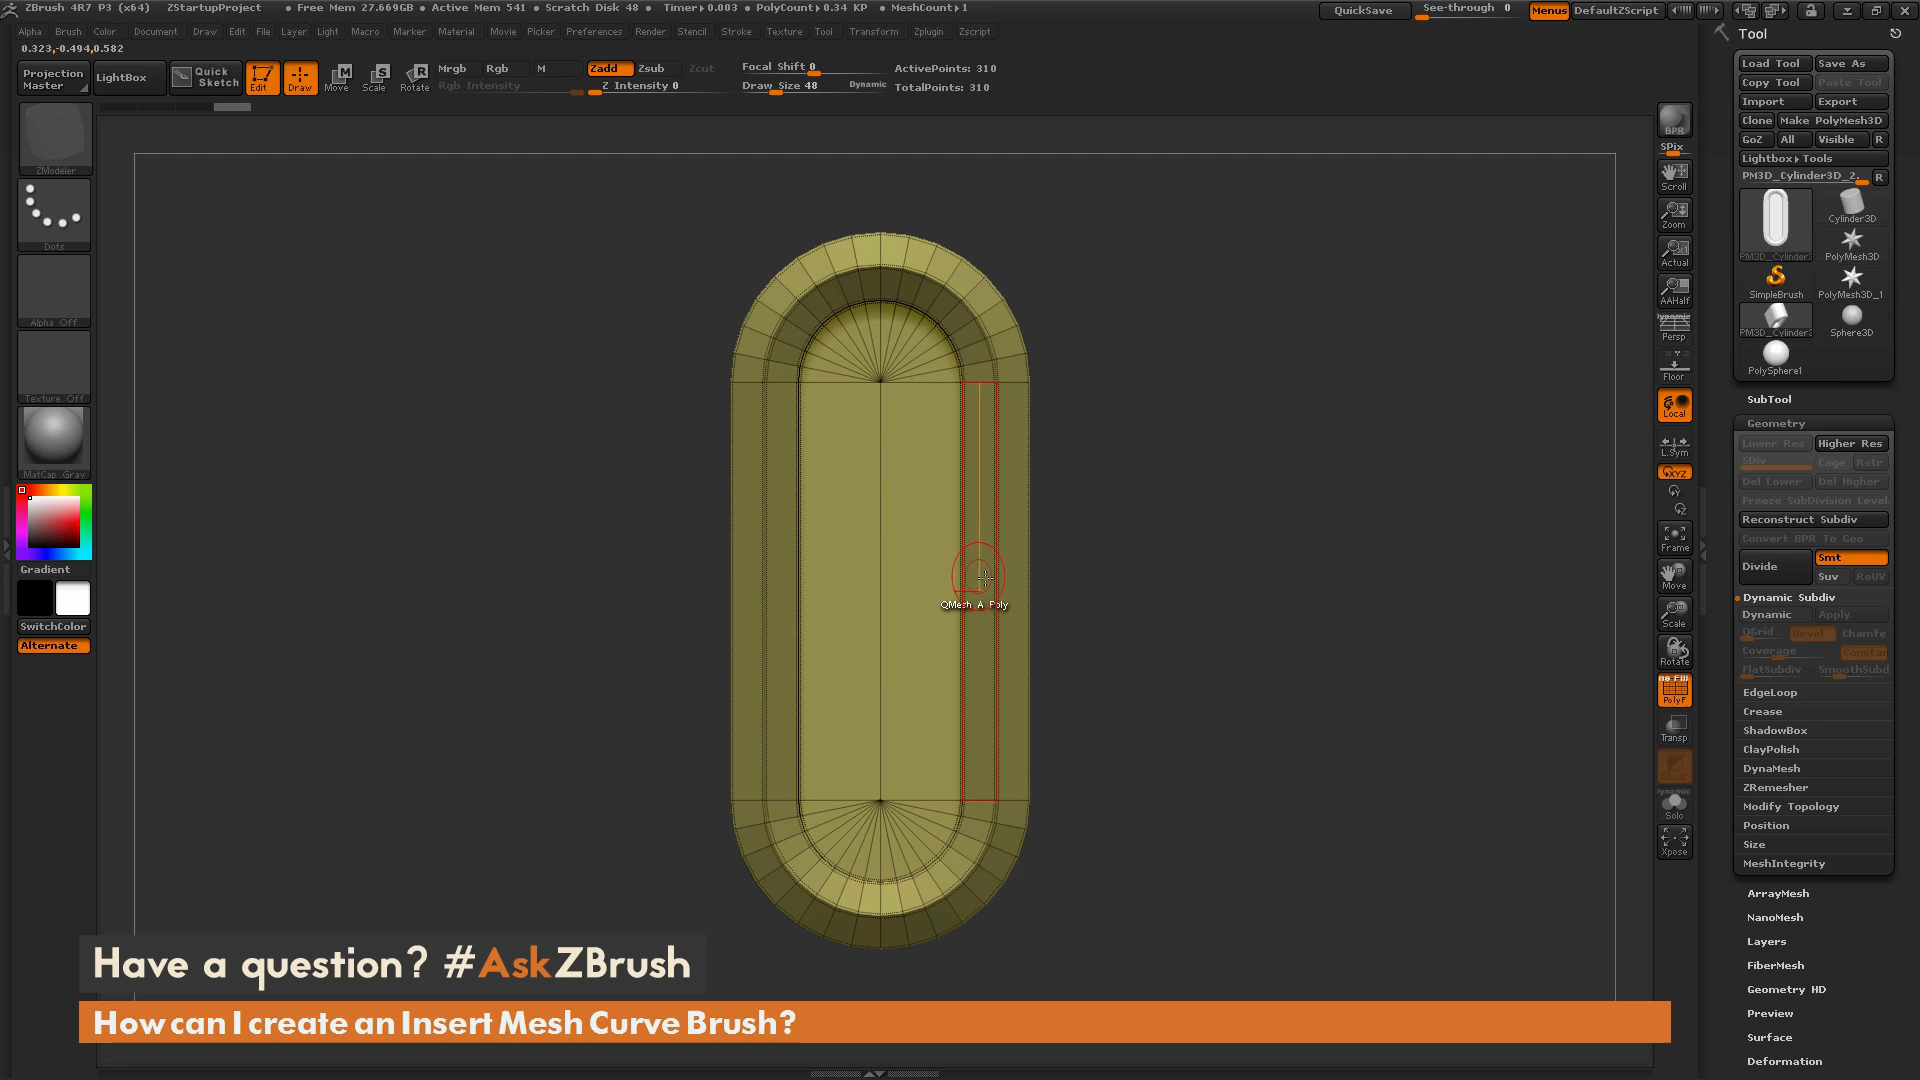 ZBrush 4R7 P3 (x64) ZStartupProject • Free Mem 27.669GB • Active Mem 541 • Scratch Disk 48 • Timer▸0.003 • PolyCount▸0.34 KP • MeshCount▸1 QuickSave See-through 0 Menus DefaultZScript
Alpha Brush Color Document Draw Edit File Layer Light Macro Marker Material Movie Picker Preferences Render Stencil Stroke Texture Tool Transform Zplugin Zscript
0.323,-0.494,0.582
Projection Master
LightBox
Quick Sketch
Edit
Draw
Move
Scale
Rotate
Mrgb Rgb M
Rgb Intensity
Zadd Zsub Zcut
Z Intensity 0
Focal Shift 0
Draw Size 48 Dynamic
ActivePoints: 310
TotalPoints: 310
ZModeler
Dots
Alpha Off
Texture Off
MatCap Gray
Gradient
SwitchColor
Alternate
QMesh A Poly
BPR
SPix
Scroll
Zoom
Actual
AAHalf
Dynamic
Persp
Floor
Local
L.Sym
XYZ
Frame
Move
Scale
Rotate
PolyF
Transp
Ghost
Dynamic
Solo
Xpose
Tool
Load Tool Save As
Copy Tool Paste Tool
Import Export
Clone Make PolyMesh3D
GoZ All Visible R
Lightbox▸Tools
PM3D_Cylinder3D_2. R
Cylinder3D
PM3D_Cylinder3 PolyMesh3D
SimpleBrush PolyMesh3D_1
PM3D_Cylinder3 Sphere3D
PolySphere1
SubTool
Geometry
Lower Res Higher Res
SDiv Cage Rstr
Del Lower Del Higher
Freeze SubDivision Level
Reconstruct Subdiv
Convert BPR To Geo
Divide Smt
Suv ReUV
Dynamic Subdiv
Dynamic Apply
QGrid Bevel Chamfe
Coverage Constan
FlatSubdiv SmoothSubd
EdgeLoop
Crease
ShadowBox
ClayPolish
DynaMesh
ZRemesher
Modify Topology
Position
Size
MeshIntegrity
ArrayMesh
NanoMesh
Layers
FiberMesh
Geometry HD
Preview
Surface
Deformation
Have a question? #AskZBrush
How can I create an Insert Mesh Curve Brush?